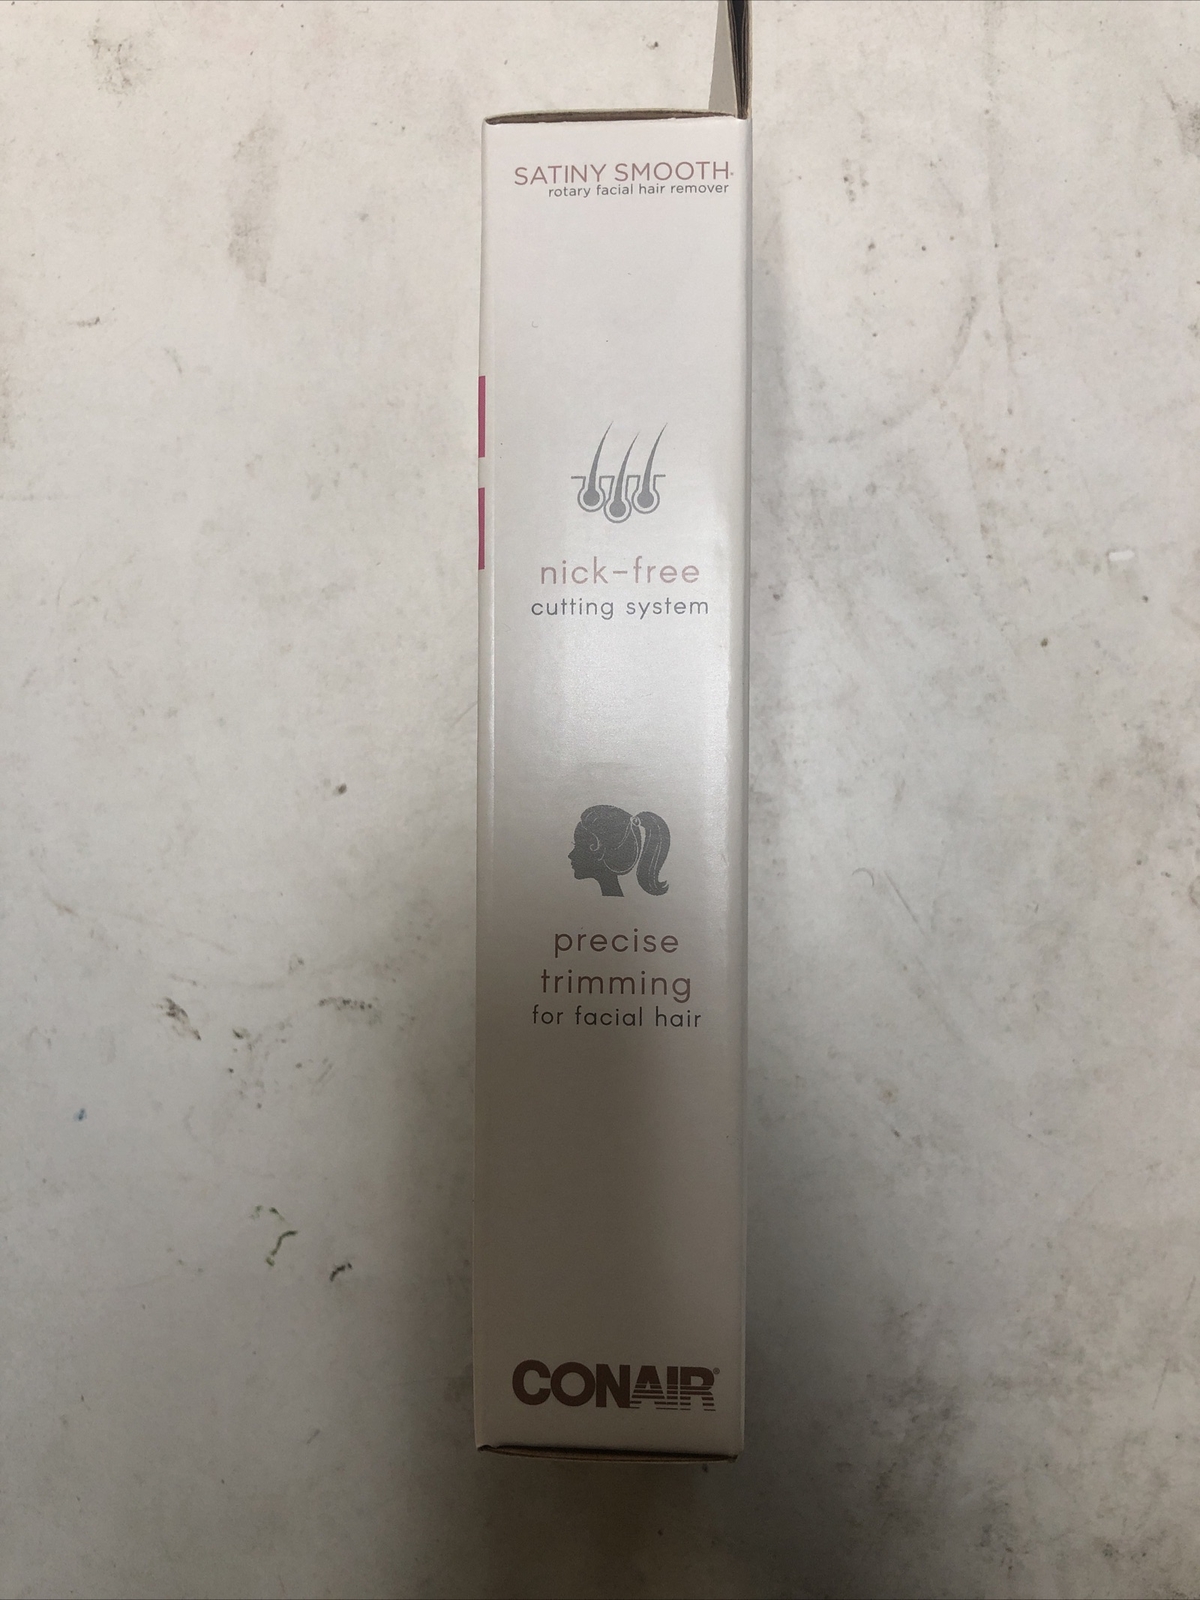 SATINY SMOOTH®
rotary facial hair remover
nick-free
cutting system
precise
trimming
for facial hair
CONAIR®